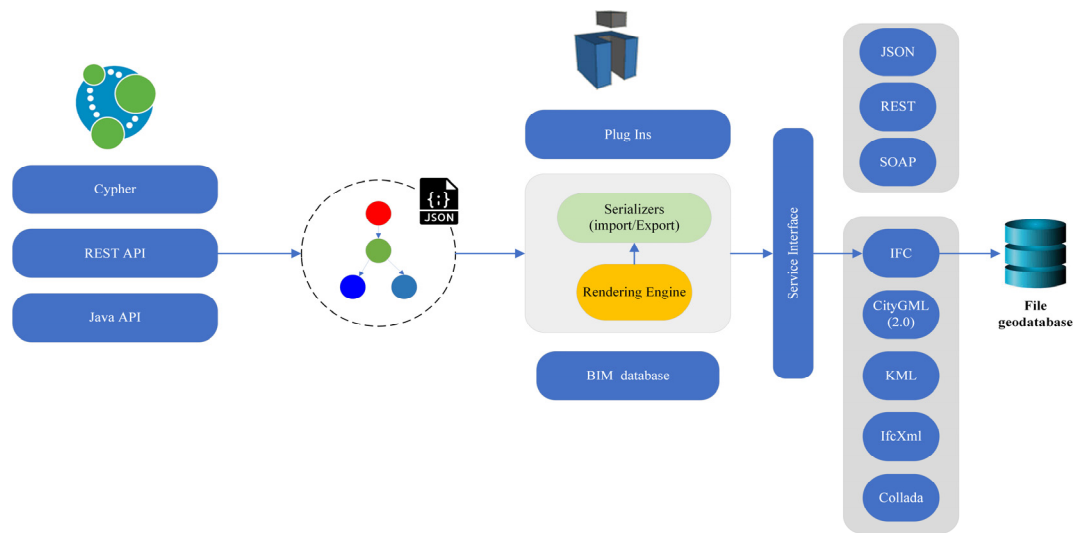 Cypher
REST API
Java API
{;}
JSON
Plug Ins
Serializers
(import/Export)
Rendering Engine
BIM database
Service Interface
JSON
REST
SOAP
IFC
CityGML
(2.0)
KML
IfcXml
Collada
File
geodatabase